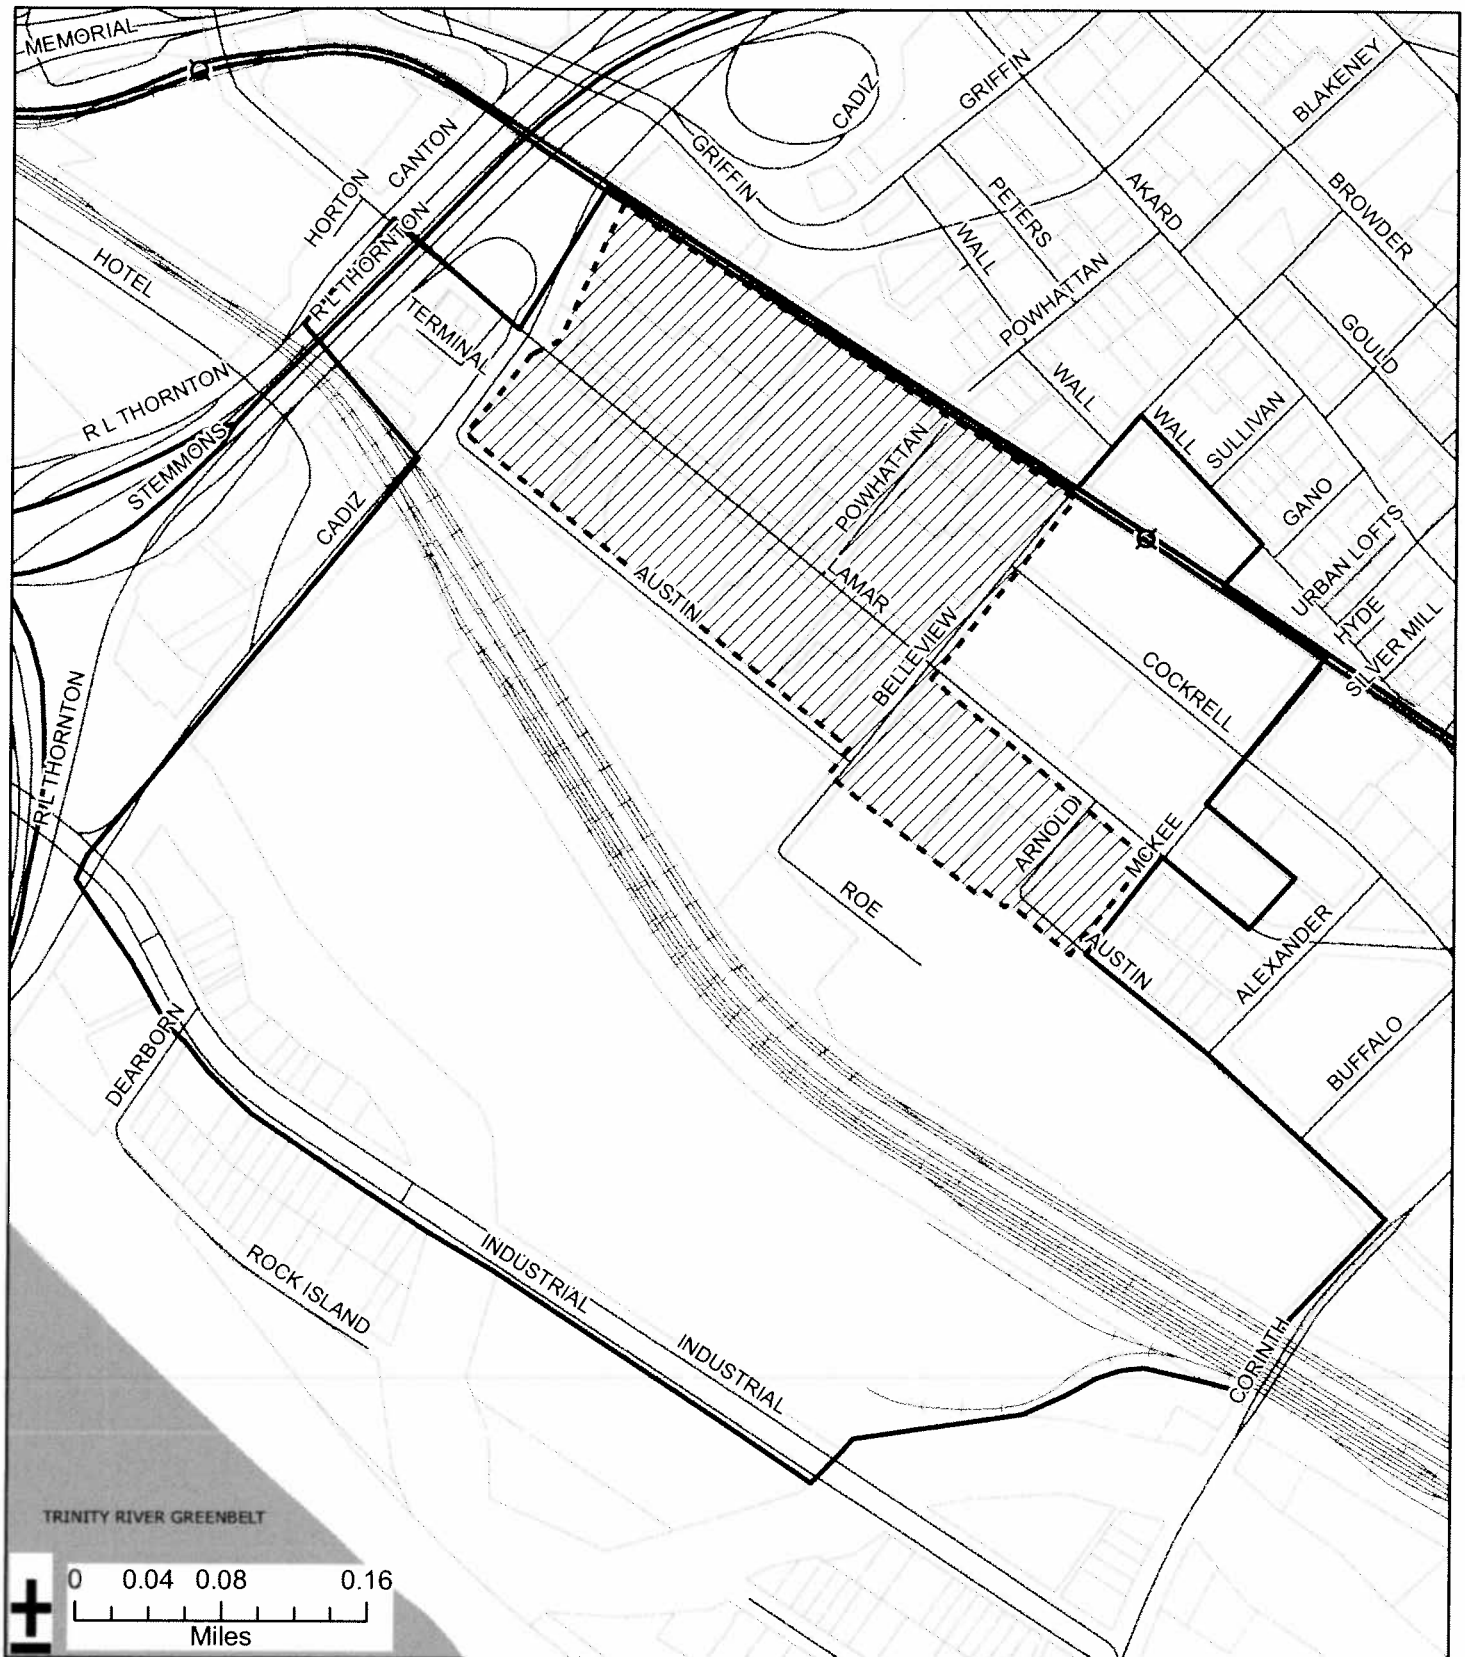 MEMORIAL
CADIZ
GRIFFIN
BLAKENEY
CANTON
GRIFFIN
HORTON
PETERS
AKARD
BROWDER
R L THORNTON
WALL
HOTEL
POWHATTAN
TERMINAL
GOULD
R L THORNTON
WALL
WALL
SULLIVAN
STEMMONS
POWHATTAN
CADIZ
GANO
URBAN LOFTS
AUSTIN
LAMAR
HYDE
SILVER MILL
BELLEVIEW
COCKRELL
R L THORNTON
ARNOLD
MCKEE
ROE
AUSTIN
ALEXANDER
DEARBORN
BUFFALO
ROCK ISLAND
INDUSTRIAL
INDUSTRIAL
CORINTH
TRINITY RIVER GREENBELT
0 0.04 0.08 0.16
Miles